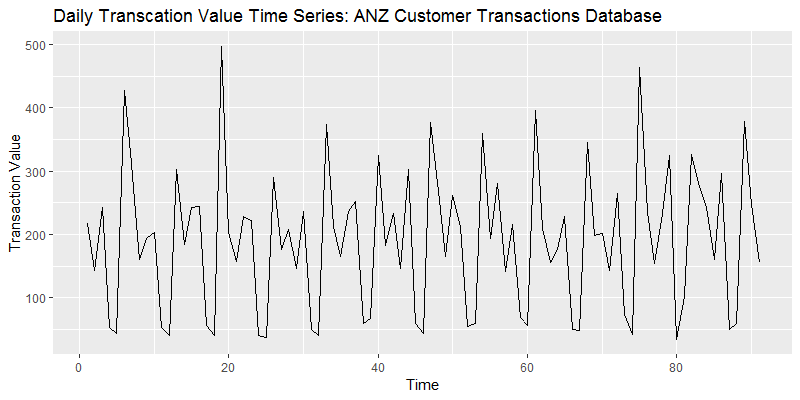 Daily Transcation Value Time Series: ANZ Customer Transactions Database
500
400
300
200
100
Transaction Value
0 20 40 60 80
Time